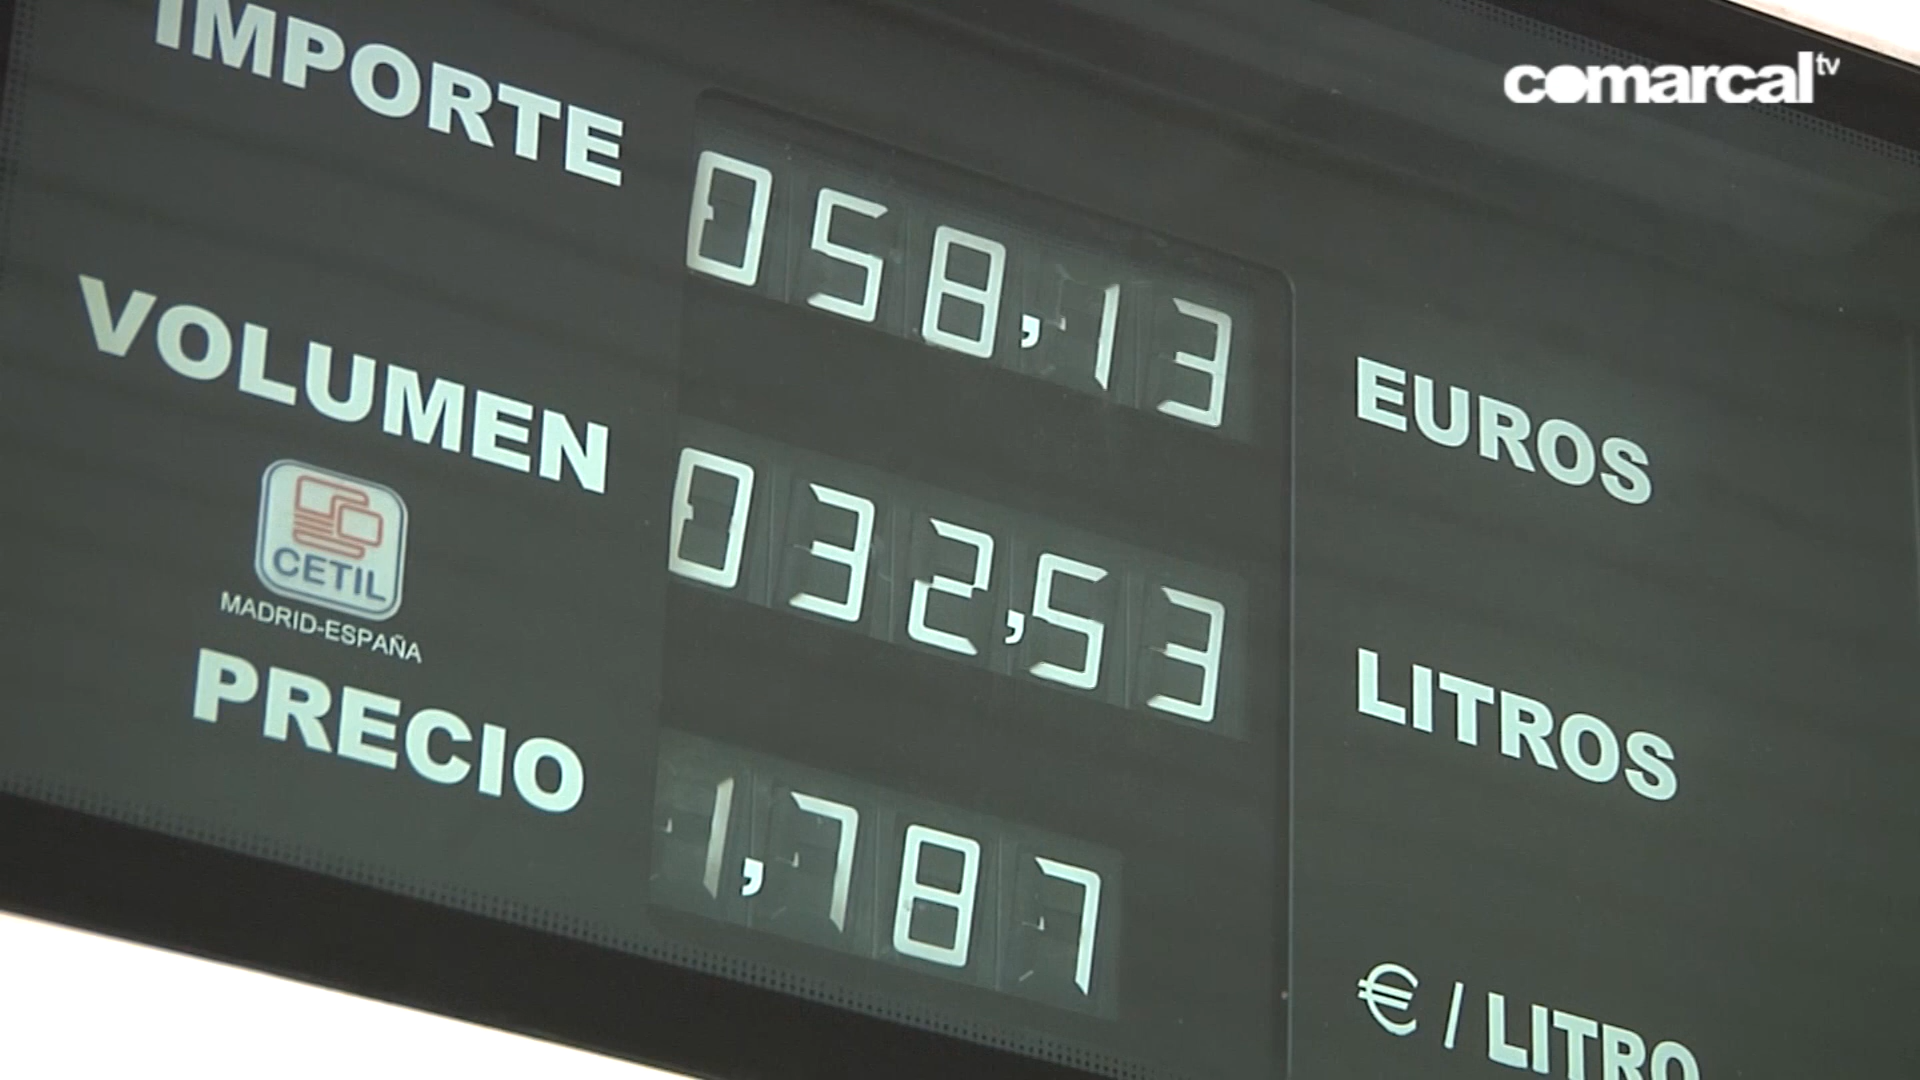 comarcal tv
IMPORTE 058,13 EUROS
VOLUMEN 032,53 LITROS
CETIL
MADRID-ESPAÑA
PRECIO 1,787 € / LITRO